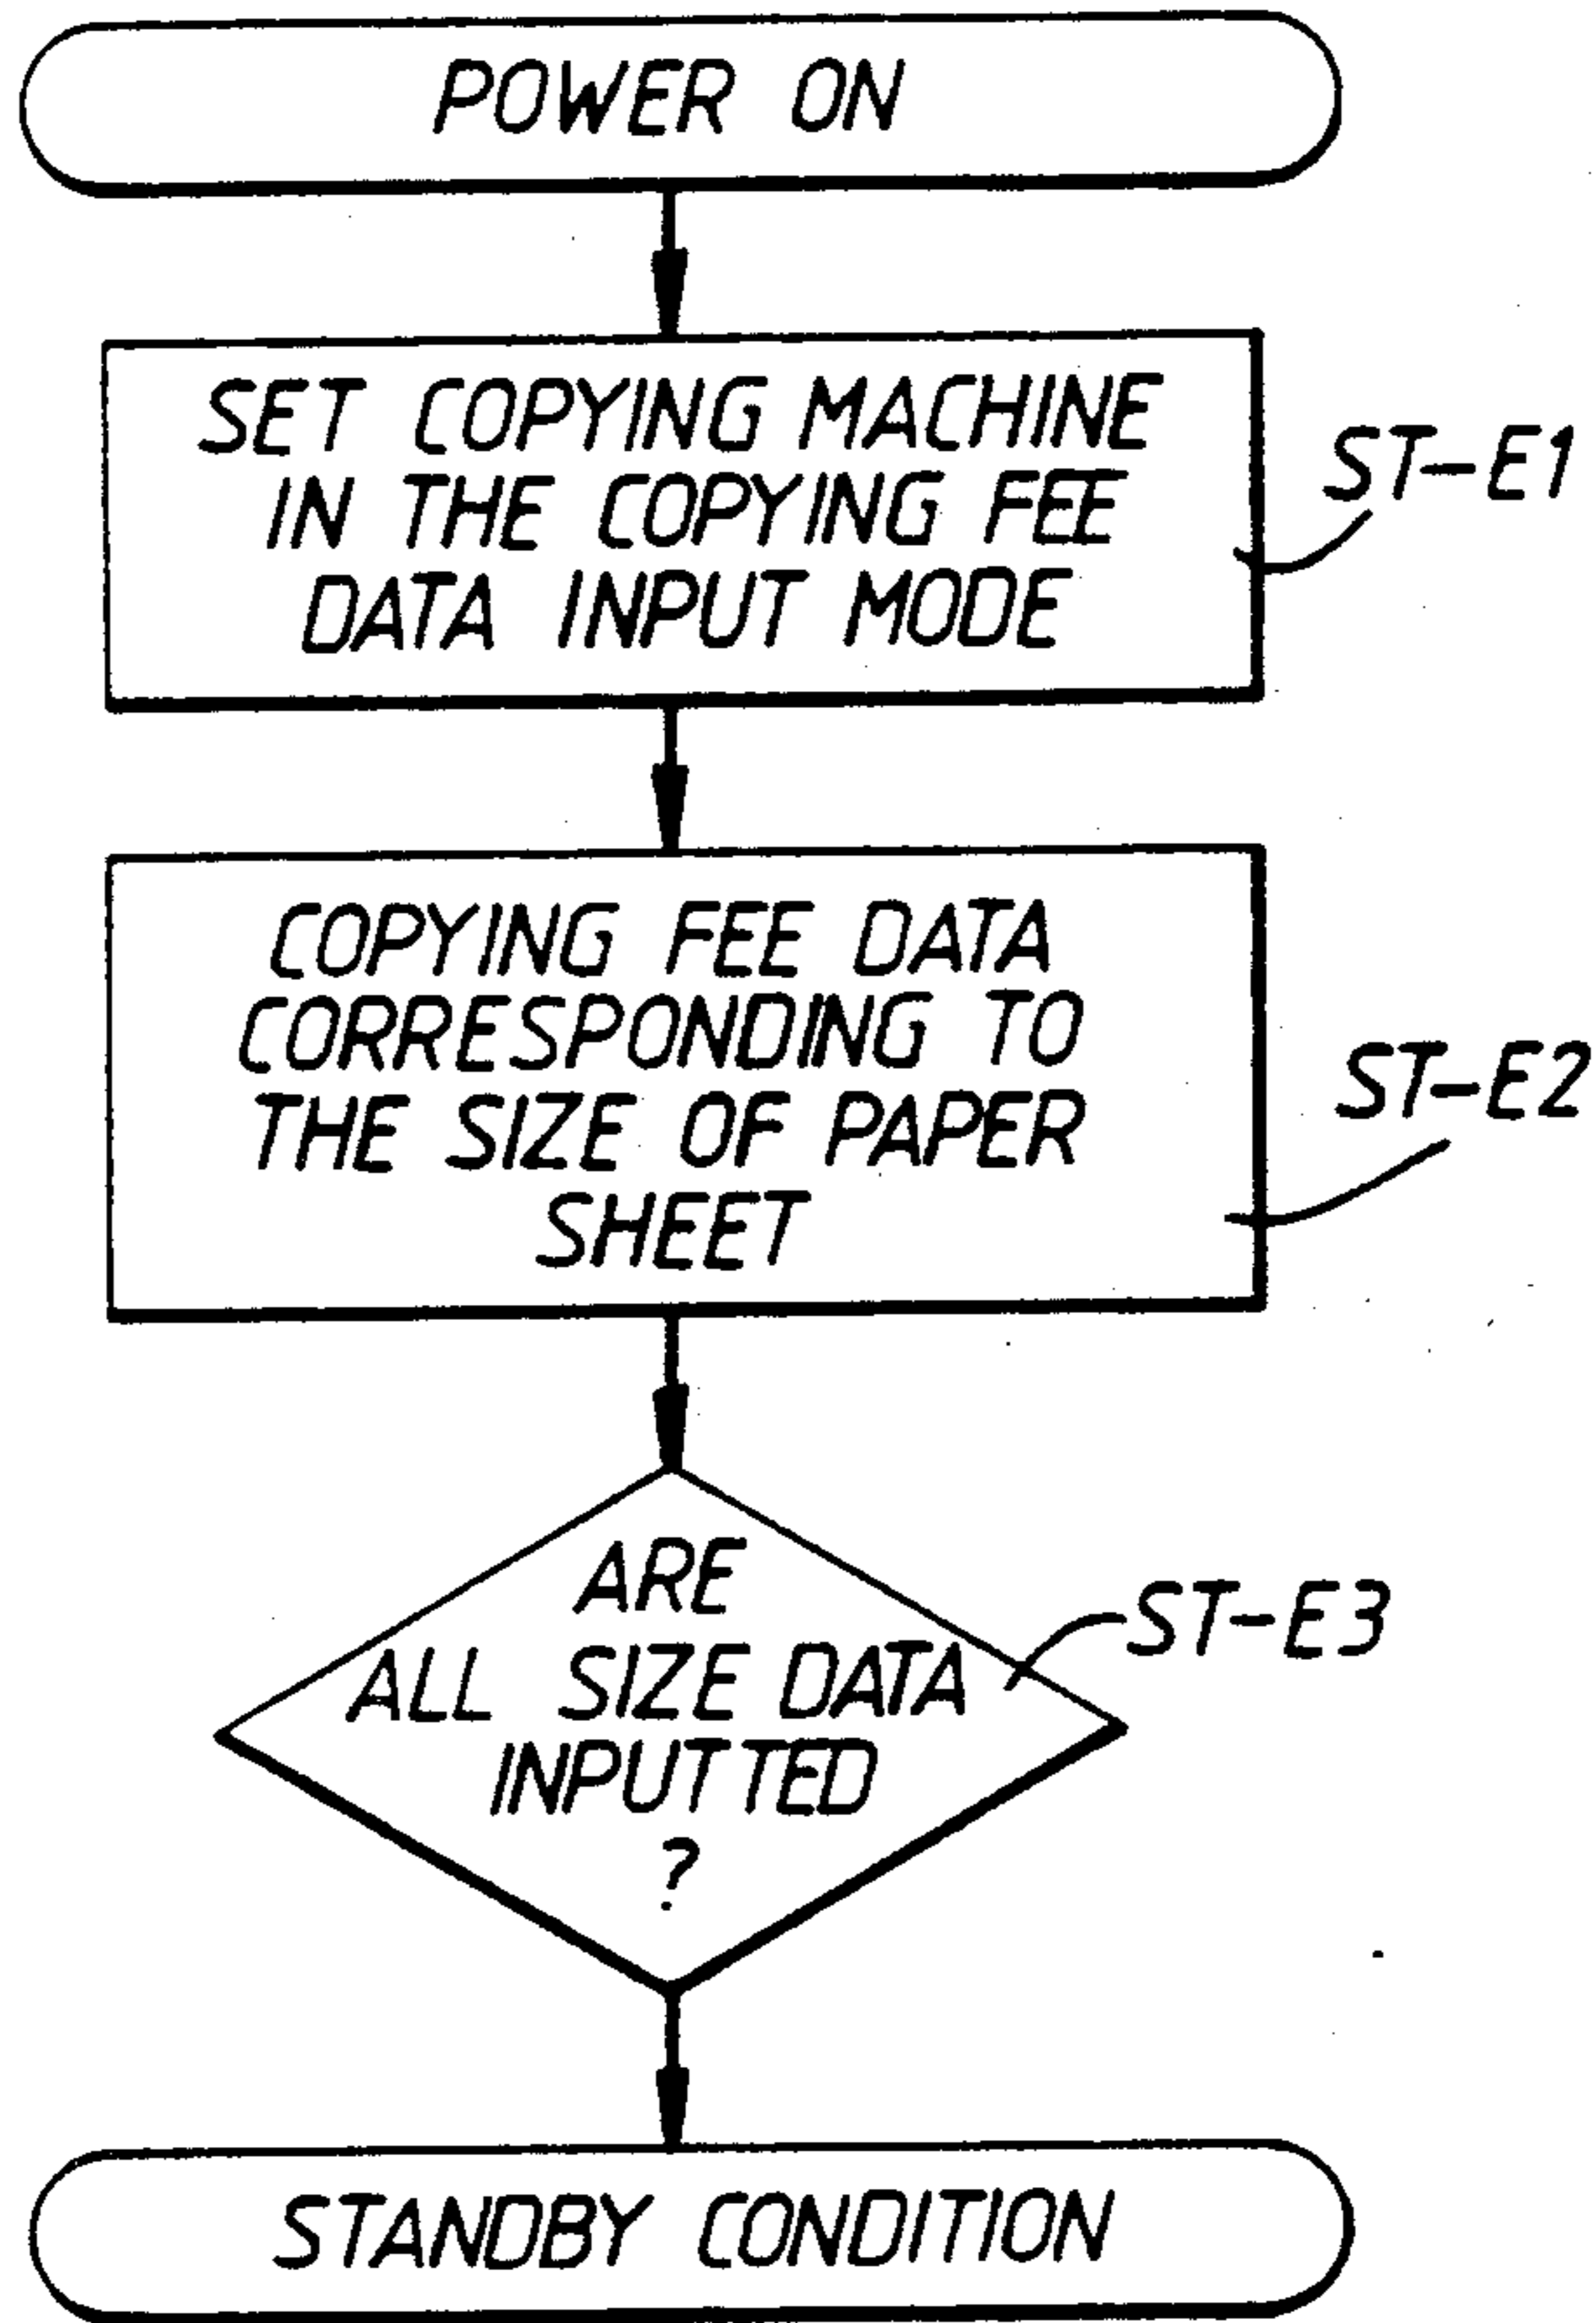 POWER ON
SET COPYING MACHINE
IN THE COPYING FEE
DATA INPUT MODE
ST-E1
COPYING FEE DATA
CORRESPONDING TO
THE SIZE OF PAPER
SHEET
ST-E2
ARE
ALL SIZE DATA
INPUTTED
?
ST-E3
STANDBY CONDITION